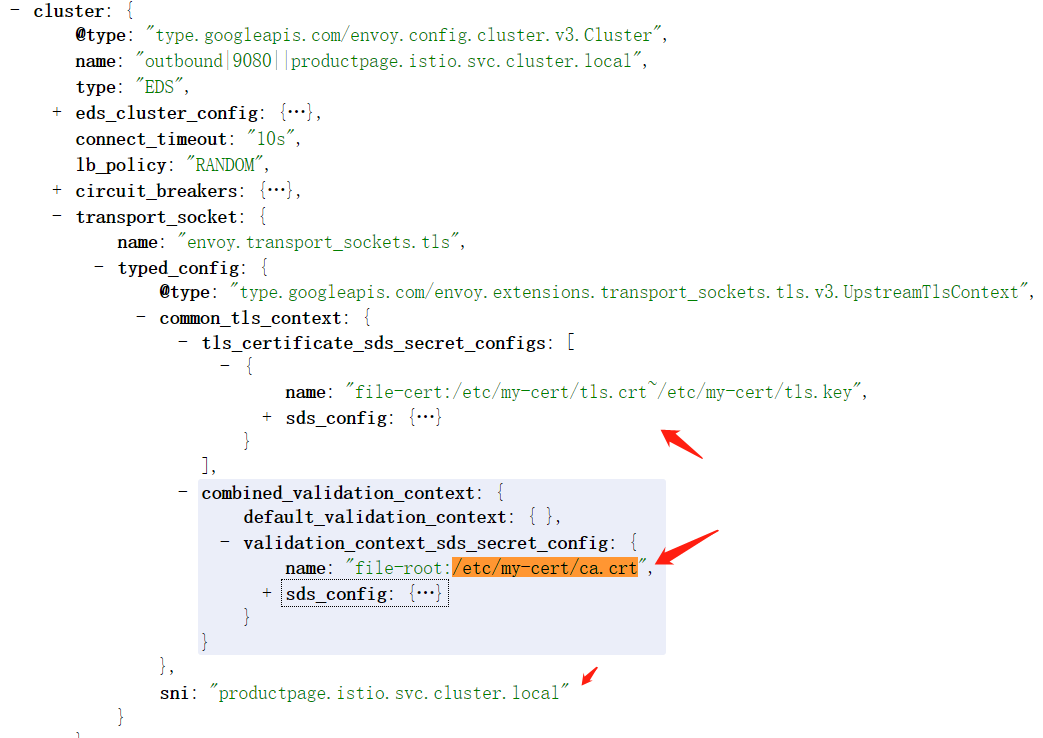 - cluster: {
@type: "type.googleapis.com/envoy.config.cluster.v3.Cluster",
name: "outbound|9080||productpage.istio.svc.cluster.local",
type: "EDS",
+ eds_cluster_config: {…},
connect_timeout: "10s",
lb_policy: "RANDOM",
+ circuit_breakers: {…},
- transport_socket: {
name: "envoy.transport_sockets.tls",
- typed_config: {
@type: "type.googleapis.com/envoy.extensions.transport_sockets.tls.v3.UpstreamTlsContext",
- common_tls_context: {
- tls_certificate_sds_secret_configs: [
- {
name: "file-cert:/etc/my-cert/tls.crt~/etc/my-cert/tls.key",
+ sds_config: {…}
}
],
- combined_validation_context: {
default_validation_context: { },
- validation_context_sds_secret_config: {
name: "file-root:/etc/my-cert/ca.crt",
+ sds_config: {…}
}
}
},
sni: "productpage.istio.svc.cluster.local"
}